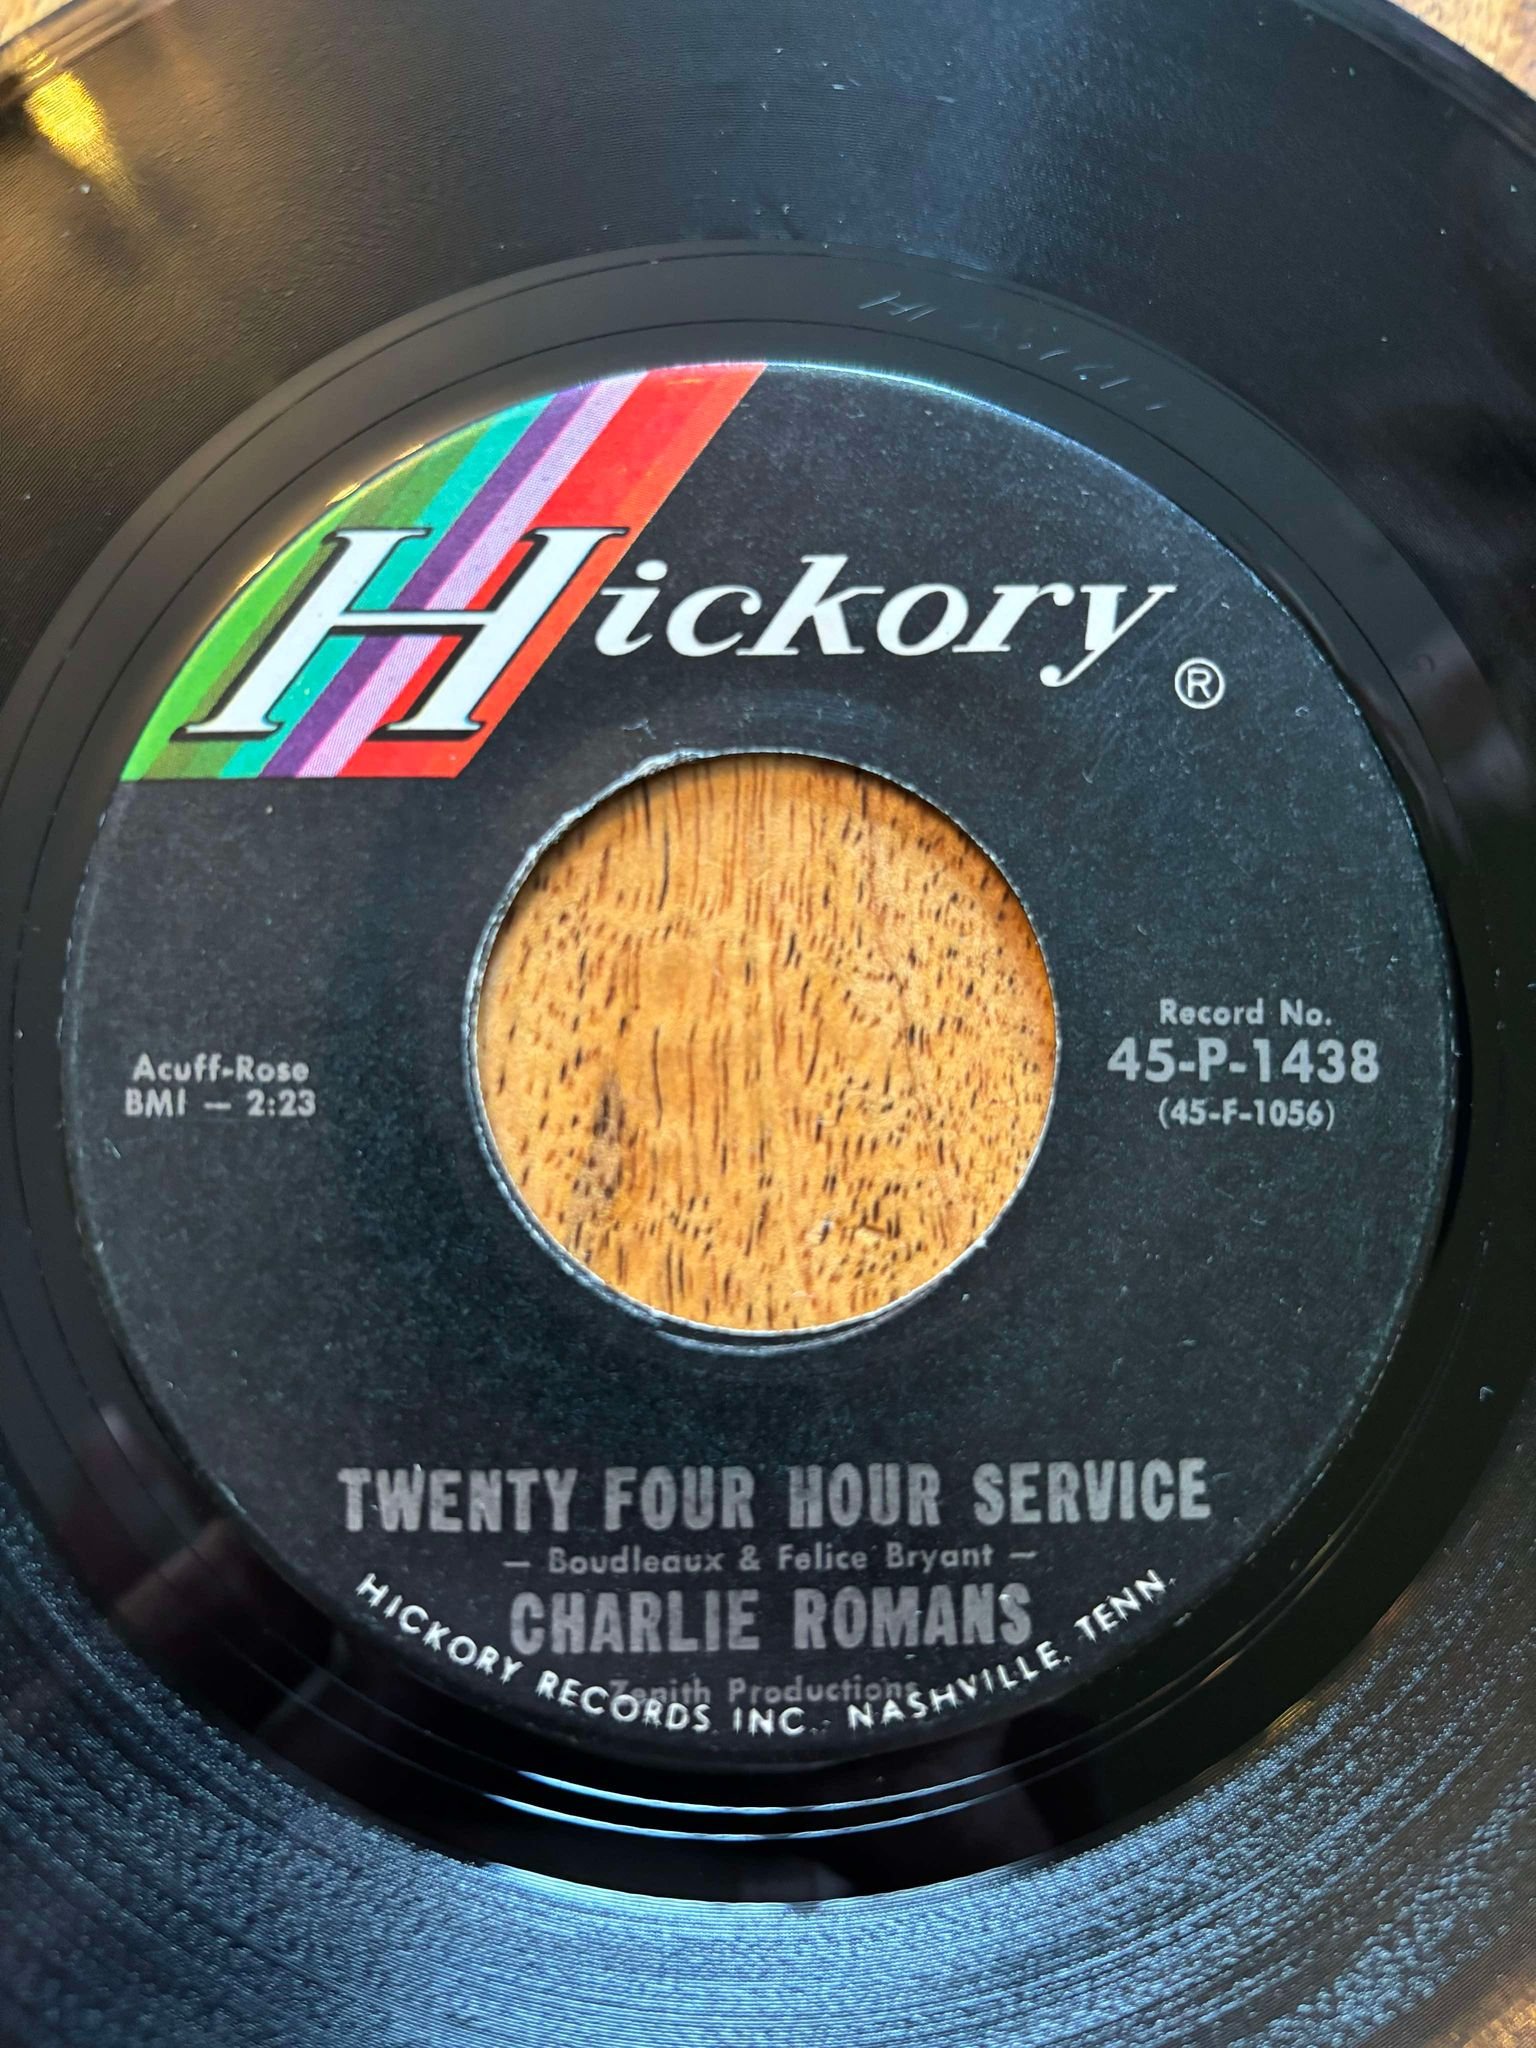 Hickory ®
Record No.
45-P-1438
(45-F-1056)
Acuff-Rose
BMI — 2:23
TWENTY FOUR HOUR SERVICE
— Boudleaux & Felice Bryant —
CHARLIE ROMANS
Zenith Productions
HICKORY RECORDS, INC., NASHVILLE, TENN.